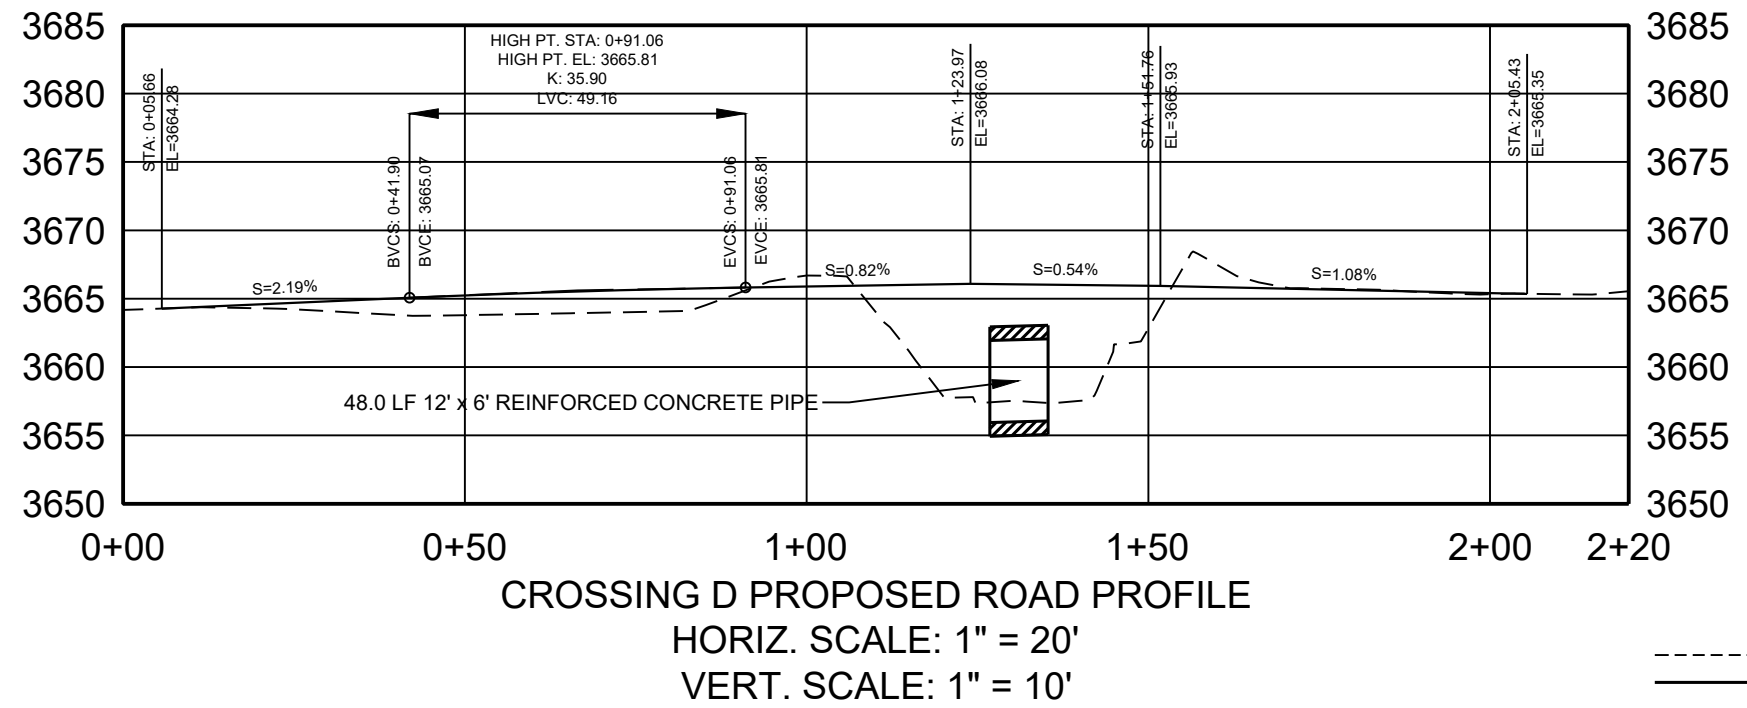 3685
3680
3675
3670
3665
3660
3655
3650
3685
3680
3675
3670
3665
3660
3655
3650
HIGH PT. STA: 0+91.06
HIGH PT. EL: 3665.81
K: 35.90
LVC: 49.16
STA: 0+05.66
EL=3664.28
BVCS: 0+41.90
BVCE: 3665.07
EVCS: 0+91.06
EVCE: 3665.81
STA: 1+23.97
EL=3666.08
STA: 1+51.76
EL=3665.93
STA: 2+05.43
EL=3665.35
S=2.19%
S=0.82%
S=0.54%
S=1.08%
48.0 LF 12' x 6' REINFORCED CONCRETE PIPE
0+00 0+50 1+00 1+50 2+00 2+20
CROSSING D PROPOSED ROAD PROFILE
HORIZ. SCALE: 1" = 20'
VERT. SCALE: 1" = 10'